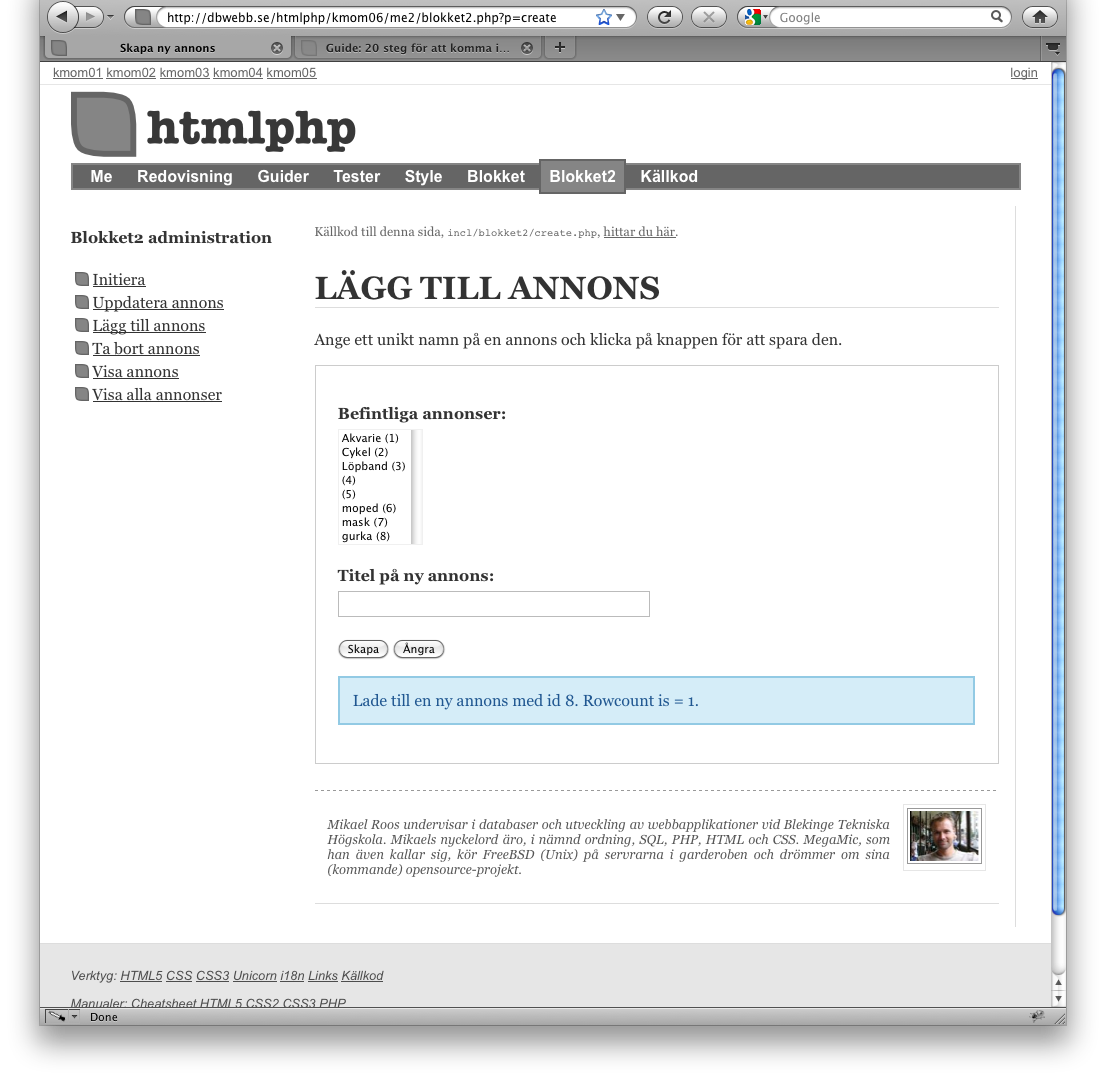 http://dbwebb.se/htmlphp/kmom06/me2/blokket2.php?p=create
Google
Skapa ny annons
Guide: 20 steg för att komma i...
kmom01 kmom02 kmom03 kmom04 kmom05
login
htmlphp
Me Redovisning Guider Tester Style Blokket Blokket2 Källkod
Blokket2 administration
Initiera
Uppdatera annons
Lägg till annons
Ta bort annons
Visa annons
Visa alla annonser
Källkod till denna sida, incl/blokket2/create.php, hittar du här.
LÄGG TILL ANNONS
Ange ett unikt namn på en annons och klicka på knappen för att spara den.
Befintliga annonser:
Akvarie (1)
Cykel (2)
Löpband (3)
(4)
(5)
moped (6)
mask (7)
gurka (8)
Titel på ny annons:
Skapa Ångra
Lade till en ny annons med id 8. Rowcount is = 1.
Mikael Roos undervisar i databaser och utveckling av webbapplikationer vid Blekinge Tekniska
Högskola. Mikaels nyckelord äro, i nämnd ordning, SQL, PHP, HTML och CSS. MegaMic, som
han även kallar sig, kör FreeBSD (Unix) på servrarna i garderoben och drömmer om sina
(kommande) opensource-projekt.
Verktyg: HTML5 CSS CSS3 Unicorn i18n Links Källkod
Manualer: Cheatsheet HTML5 CSS2 CSS3 PHP
Done